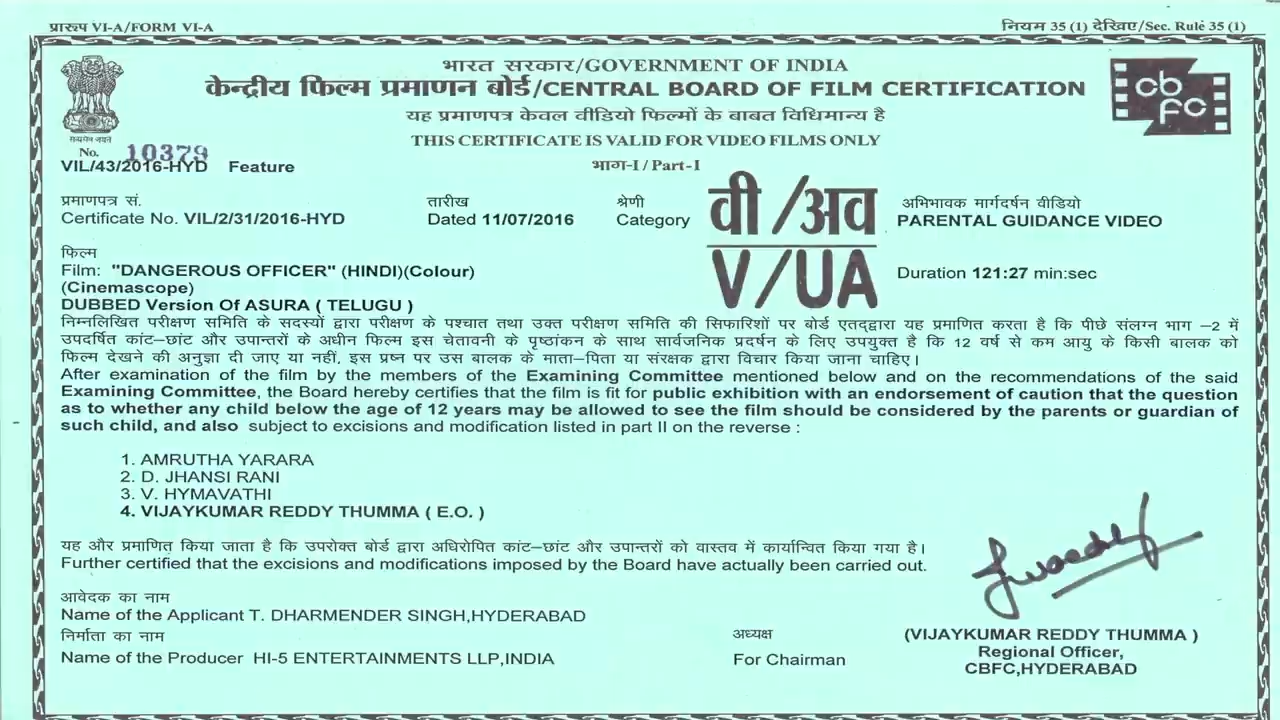 प्रारूप VI-A/FORM VI-A
नियम 35 (1) देखिए/Sec. Rule 35 (1)
भारत सरकार/GOVERNMENT OF INDIA
केन्द्रीय फिल्म प्रमाणन बोर्ड/CENTRAL BOARD OF FILM CERTIFICATION
cb
fc
यह प्रमाणपत्र केवल वीडियो फिल्मों के बाबत विधिमान्य है
THIS CERTIFICATE IS VALID FOR VIDEO FILMS ONLY
सत्यमेव जयते
No. 10379
VIL/43/2016-HYD Feature
भाग-I / Part-I
प्रमाणपत्र सं. तारीख श्रेणी वी/अव अभिभावक मार्गदर्षन वीडियो
Certificate No. VIL/2/31/2016-HYD Dated 11/07/2016 Category PARENTAL GUIDANCE VIDEO
फिल्म
Film: "DANGEROUS OFFICER" (HINDI)(Colour) V/UA Duration 121:27 min:sec
(Cinemascope)
DUBBED Version Of ASURA ( TELUGU )
निम्नलिखित परीक्षण समिति के सदस्यों द्वारा परीक्षण के पश्चात तथा उक्त परीक्षण समिति की सिफारिशों पर बोर्ड एतद्द्वारा यह प्रमाणित करता है कि पीछे संलग्न भाग –2 में
उपदर्षित कांट–छांट और उपान्तरों के अधीन फिल्म इस चेतावनी के पृष्ठांकन के साथ सार्वजनिक प्रदर्षन के लिए उपयुक्त है कि 12 वर्ष से कम आयु के किसी बालक को
फिल्म देखने की अनुज्ञा दी जाए या नहीं, इस प्रष्न पर उस बालक के माता–पिता या संरक्षक द्वारा विचार किया जाना चाहिए।
After examination of the film by the members of the Examining Committee mentioned below and on the recommendations of the said
Examining Committee, the Board hereby certifies that the film is fit for public exhibition with an endorsement of caution that the question
as to whether any child below the age of 12 years may be allowed to see the film should be considered by the parents or guardian of
such child, and also subject to excisions and modification listed in part II on the reverse :
1. AMRUTHA YARARA
2. D. JHANSI RANI
3. V. HYMAVATHI
4. VIJAYKUMAR REDDY THUMMA ( E.O. )
यह और प्रमाणित किया जाता है कि उपरोक्त बोर्ड द्वारा अधिरोपित कांट–छांट और उपान्तरों को वास्तव में कार्यान्वित किया गया है।
Further certified that the excisions and modifications imposed by the Board have actually been carried out.
आवेदक का नाम
Name of the Applicant T. DHARMENDER SINGH,HYDERABAD
निर्माता का नाम
Name of the Producer HI-5 ENTERTAINMENTS LLP,INDIA
अध्यक्ष
For Chairman
(VIJAYKUMAR REDDY THUMMA )
Regional Officer,
CBFC,HYDERABAD